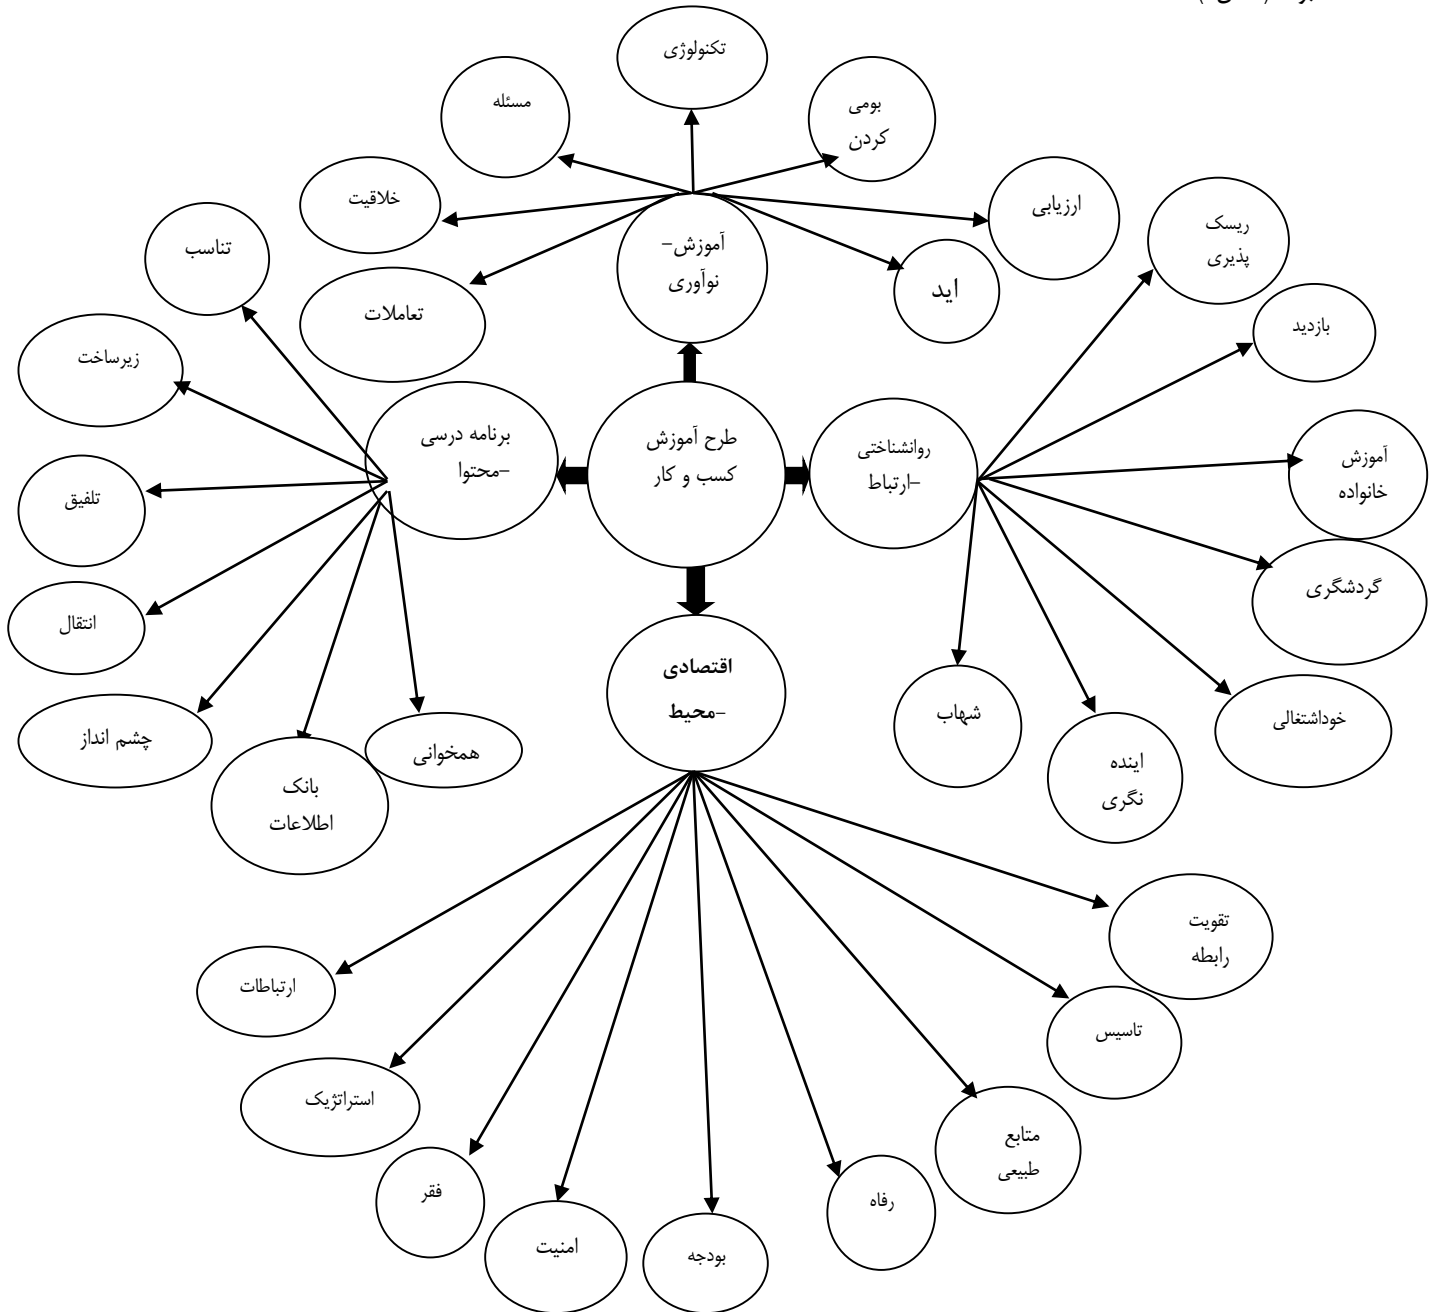 تکنولوژی
مسئله
بومی
کردن
خلاقیت
ارزیابی
تناسب
ریسک
پذیری
آموزش-
نوآوری
اید
تعاملات
بازدید
زیرساخت
برنامه درسی
-محتوا
طرح آموزش
کسب و کار
روانشناختی
-ارتباط
آموزش
خانواده
تلفیق
گردشگری
انتقال
اقتصادی
-محیط
شهاب
خوداشتغالی
چشم انداز
همخوانی
اینده
نگری
بانک
اطلاعات
تقویت
رابطه
ارتباطات
تاسیس
استراتژیک
متابع
طبیعی
فقر
رفاه
امنیت
بودجه